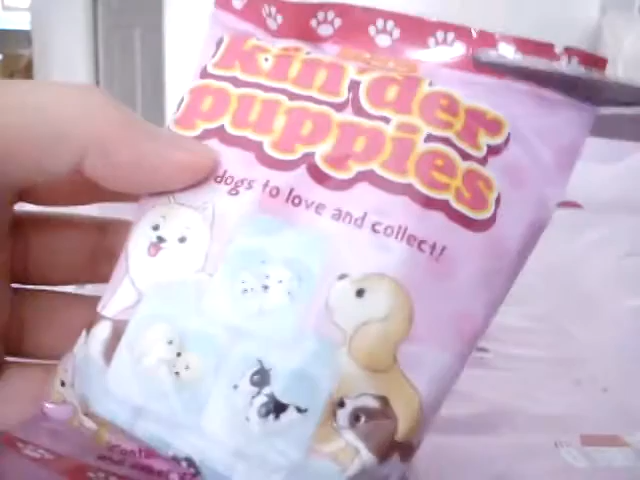 kin der
puppies
dogs to love and collect!